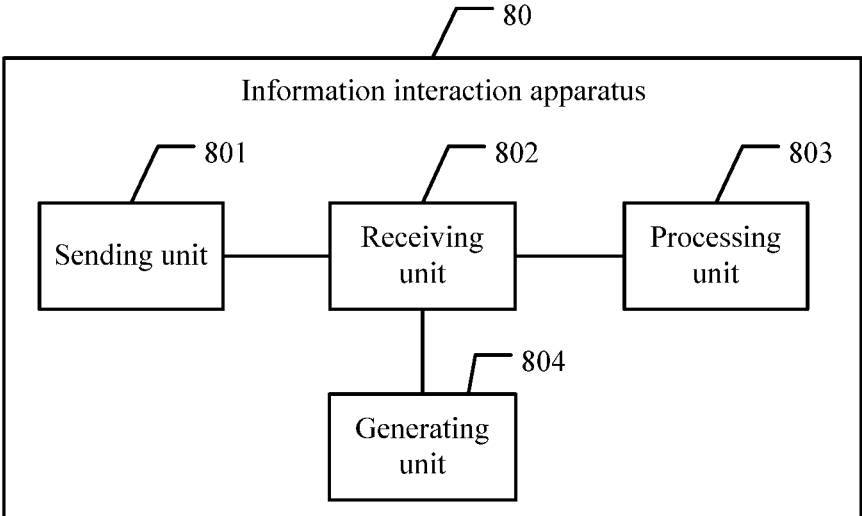 80
Information interaction apparatus
801
802
803
Sending unit
Receiving
unit
Processing
unit
804
Generating
unit